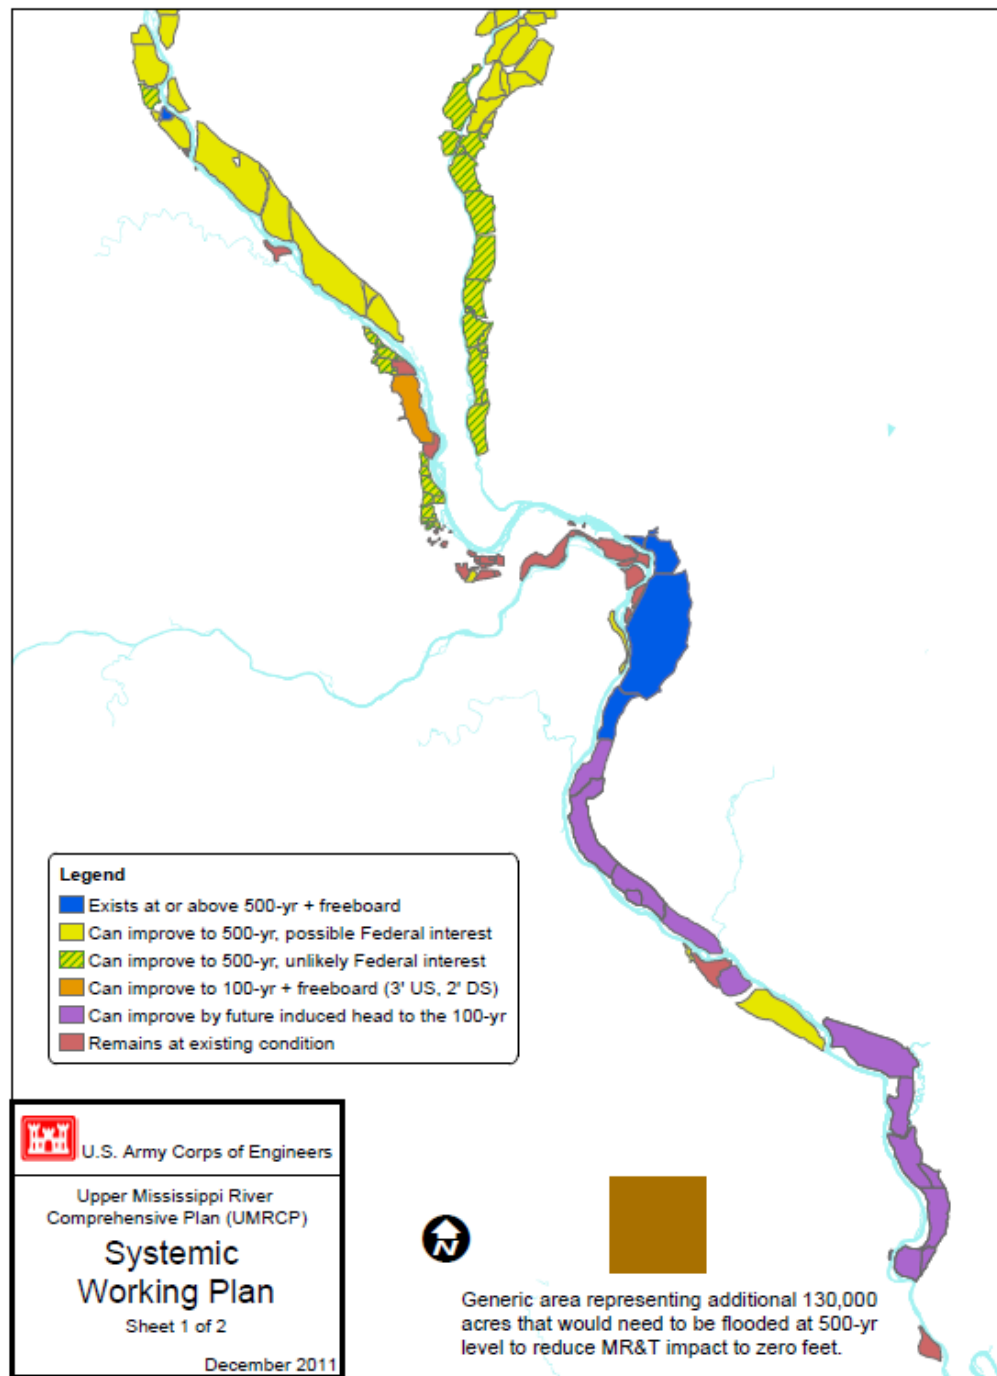 Legend
Exists at or above 500-yr + freeboard
Can improve to 500-yr, possible Federal interest
Can improve to 500-yr, unlikely Federal interest
Can improve to 100-yr + freeboard (3' US, 2' DS)
Can improve by future induced head to the 100-yr
Remains at existing condition
U.S. Army Corps of Engineers
Upper Mississippi River
Comprehensive Plan (UMRCP)
Systemic
Working Plan
Sheet 1 of 2
December 2011
N
Generic area representing additional 130,000
acres that would need to be flooded at 500-yr
level to reduce MR&T impact to zero feet.